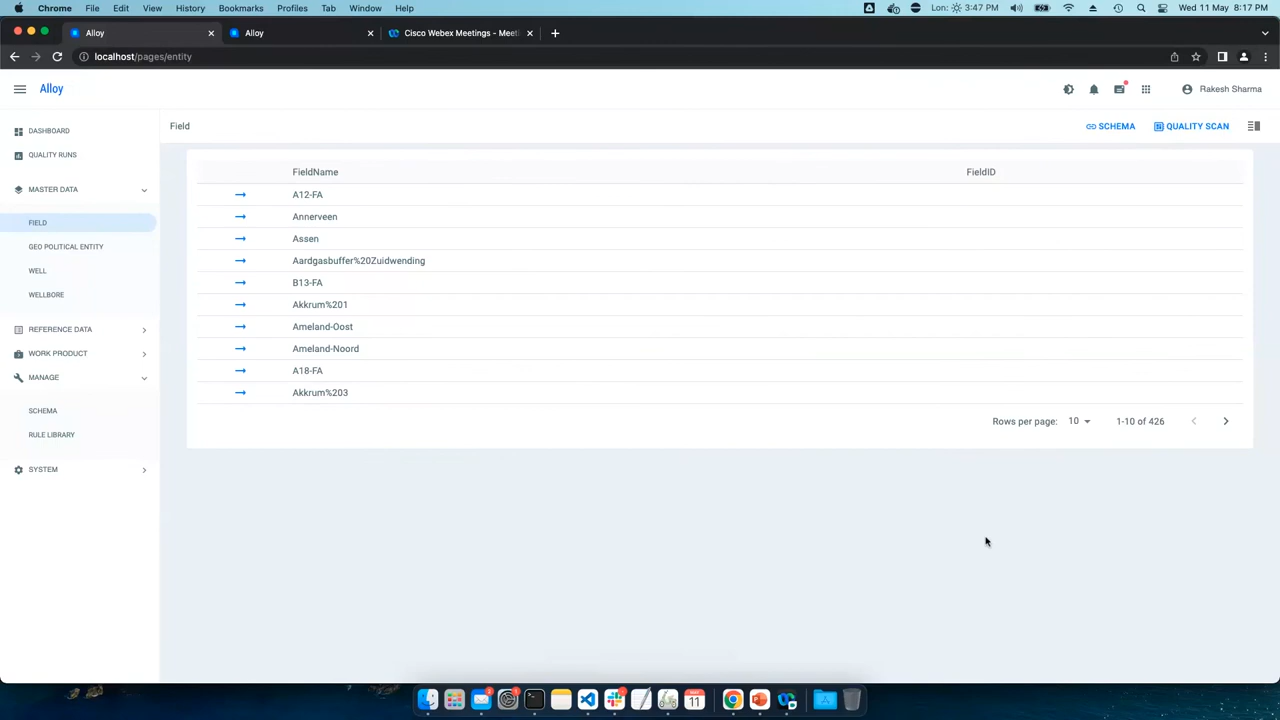 Chrome File Edit View History Bookmarks Profiles Tab Window Help Lon: 3:47 PM Wed 11 May 8:17 PM
Alloy Alloy Cisco Webex Meetings - Meeti
localhost/pages/entity
Alloy Rakesh Sharma
Field SCHEMA QUALITY SCAN
DASHBOARD
QUALITY RUNS
MASTER DATA
FIELD
GEO POLITICAL ENTITY
WELL
WELLBORE
REFERENCE DATA
WORK PRODUCT
MANAGE
SCHEMA
RULE LIBRARY
SYSTEM
FieldName FieldID
A12-FA
Annerveen
Assen
Aardgasbuffer%20Zuidwending
B13-FA
Akkrum%201
Ameland-Oost
Ameland-Noord
A18-FA
Akkrum%203
Rows per page: 10 1-10 of 426
11